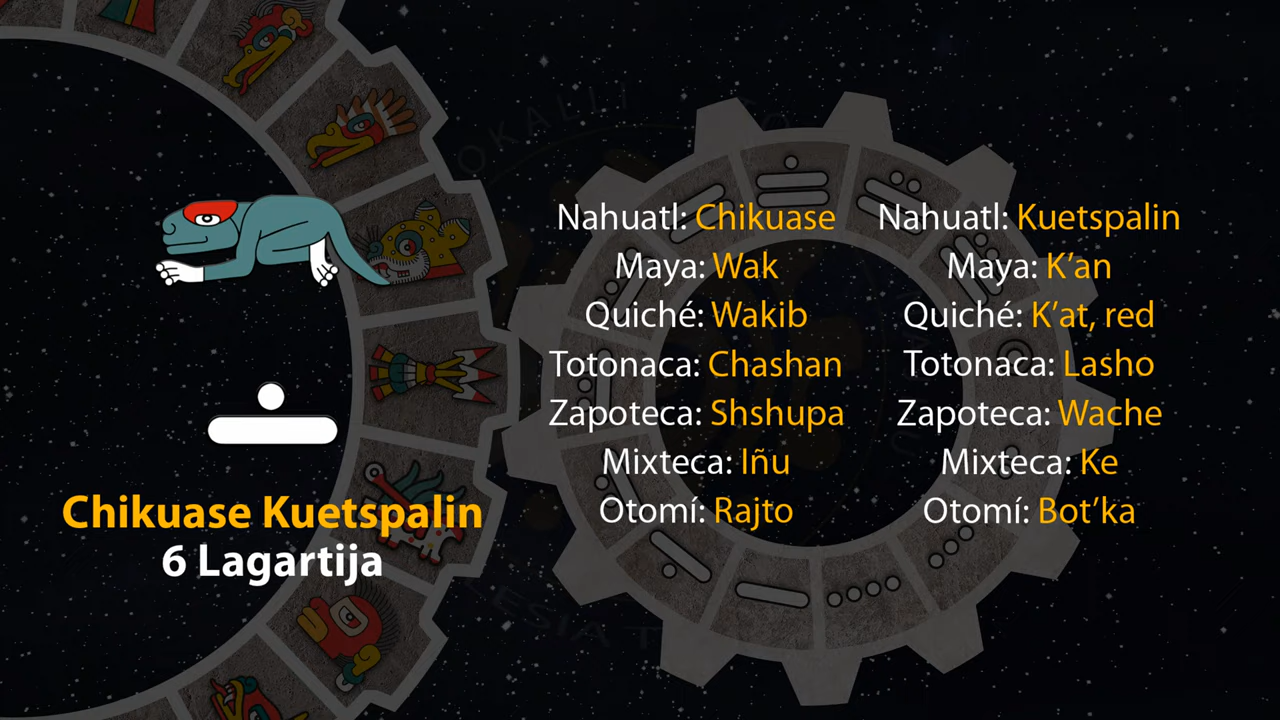 Nahuatl: Chikuase
Maya: Wak
Quiché: Wakib
Totonaca: Chashan
Zapoteca: Shshupa
Mixteca: Iñu
Otomí: Rajto
Nahuatl: Kuetspalin
Maya: K'an
Quiché: K'at, red
Totonaca: Lasho
Zapoteca: Wache
Mixteca: Ke
Otomí: Bot'ka
Chikuase Kuetspalin
6 Lagartija